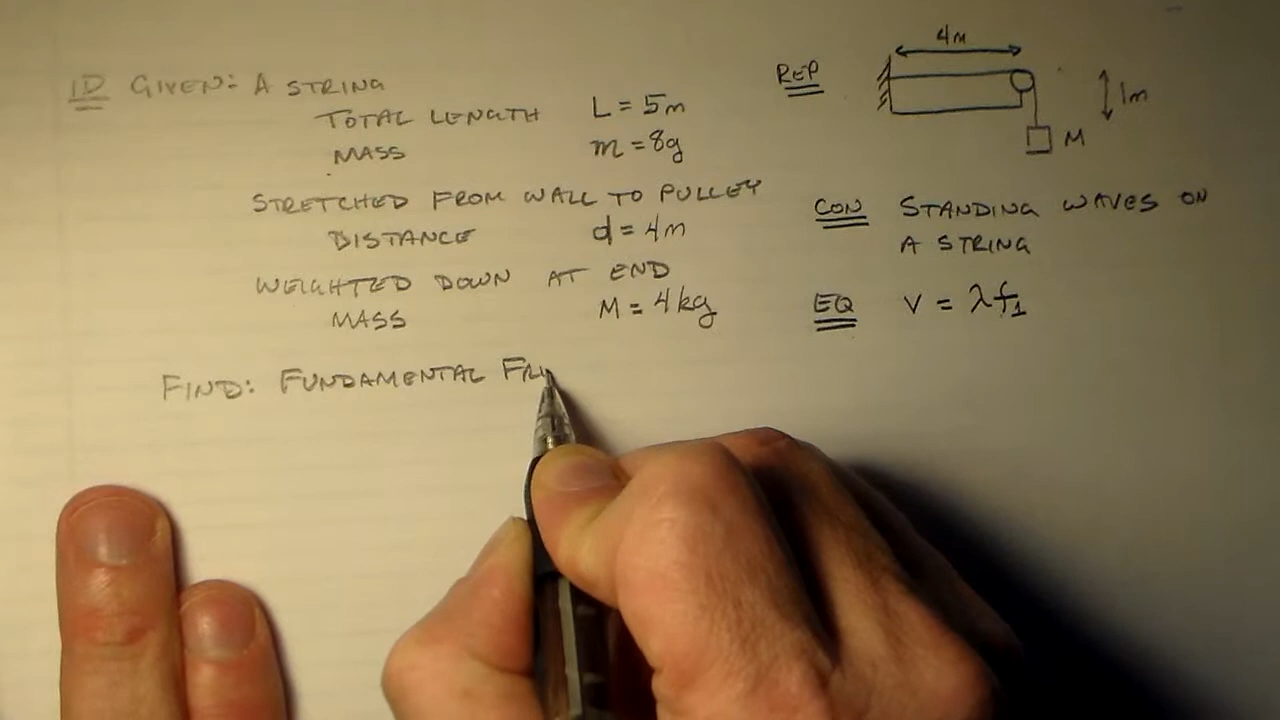 ID GIVEN: A STRING
TOTAL LENGTH L = 5m
MASS m = 8g
STRETCHED FROM WALL TO PULLEY
DISTANCE d = 4m
WEIGHTED DOWN AT END
MASS M = 4kg
FIND: FUNDAMENTAL
REP
4m
1m
M
CON STANDING WAVES ON
A STRING
EQ V = λf₁